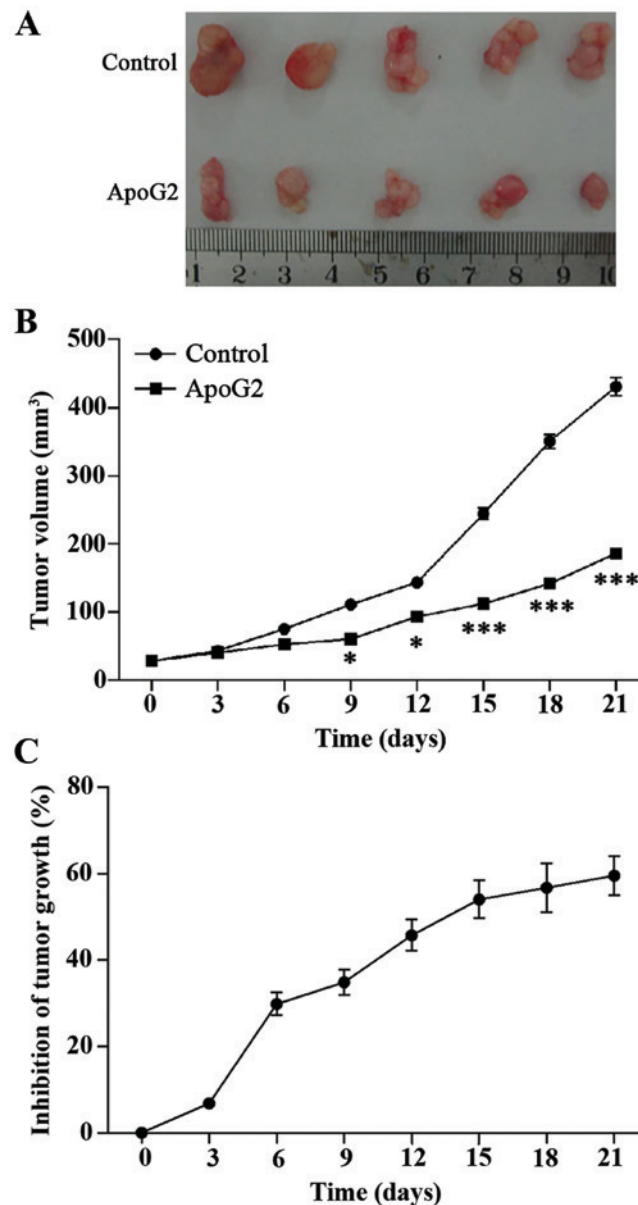 A
Control
ApoG2
1 2 3 4 5 6 7 8 9 10
B
500
400
300
200
100
0
Tumor volume (mm³)
Control
ApoG2
*
*
***
***
***
0 3 6 9 12 15 18 21
Time (days)
C
80
60
40
20
0
Inhibition of tumor growth (%)
0 3 6 9 12 15 18 21
Time (days)